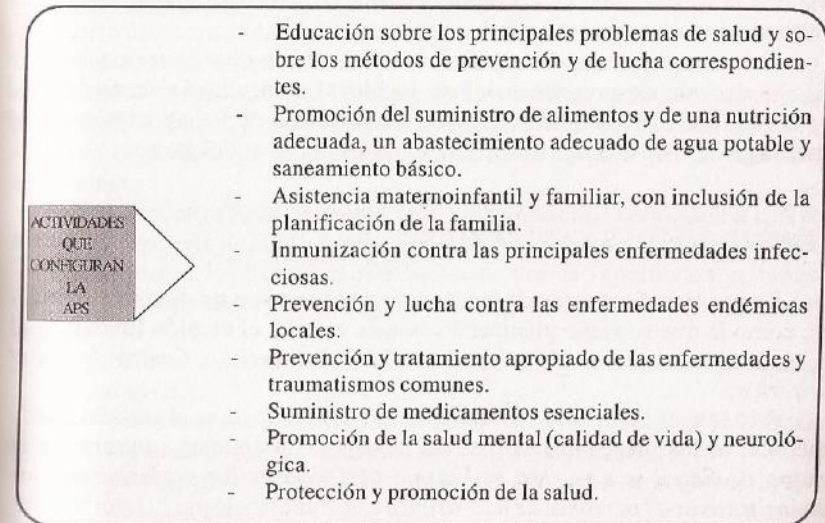 - Educación sobre los principales problemas de salud y so-
bre los métodos de prevención y de lucha correspondien-
tes.
- Promoción del suministro de alimentos y de una nutrición
adecuada, un abastecimiento adecuado de agua potable y
saneamiento básico.
- Asistencia maternoinfantil y familiar, con inclusión de la
planificación de la familia.
- Inmunización contra las principales enfermedades infec-
ciosas.
- Prevención y lucha contra las enfermedades endémicas
locales.
- Prevención y tratamiento apropiado de las enfermedades y
traumatismos comunes.
- Suministro de medicamentos esenciales.
- Promoción de la salud mental (calidad de vida) y neuroló-
gica.
- Protección y promoción de la salud.
ACTIVIDADES
QUE
CONFIGURAN
LA
APS